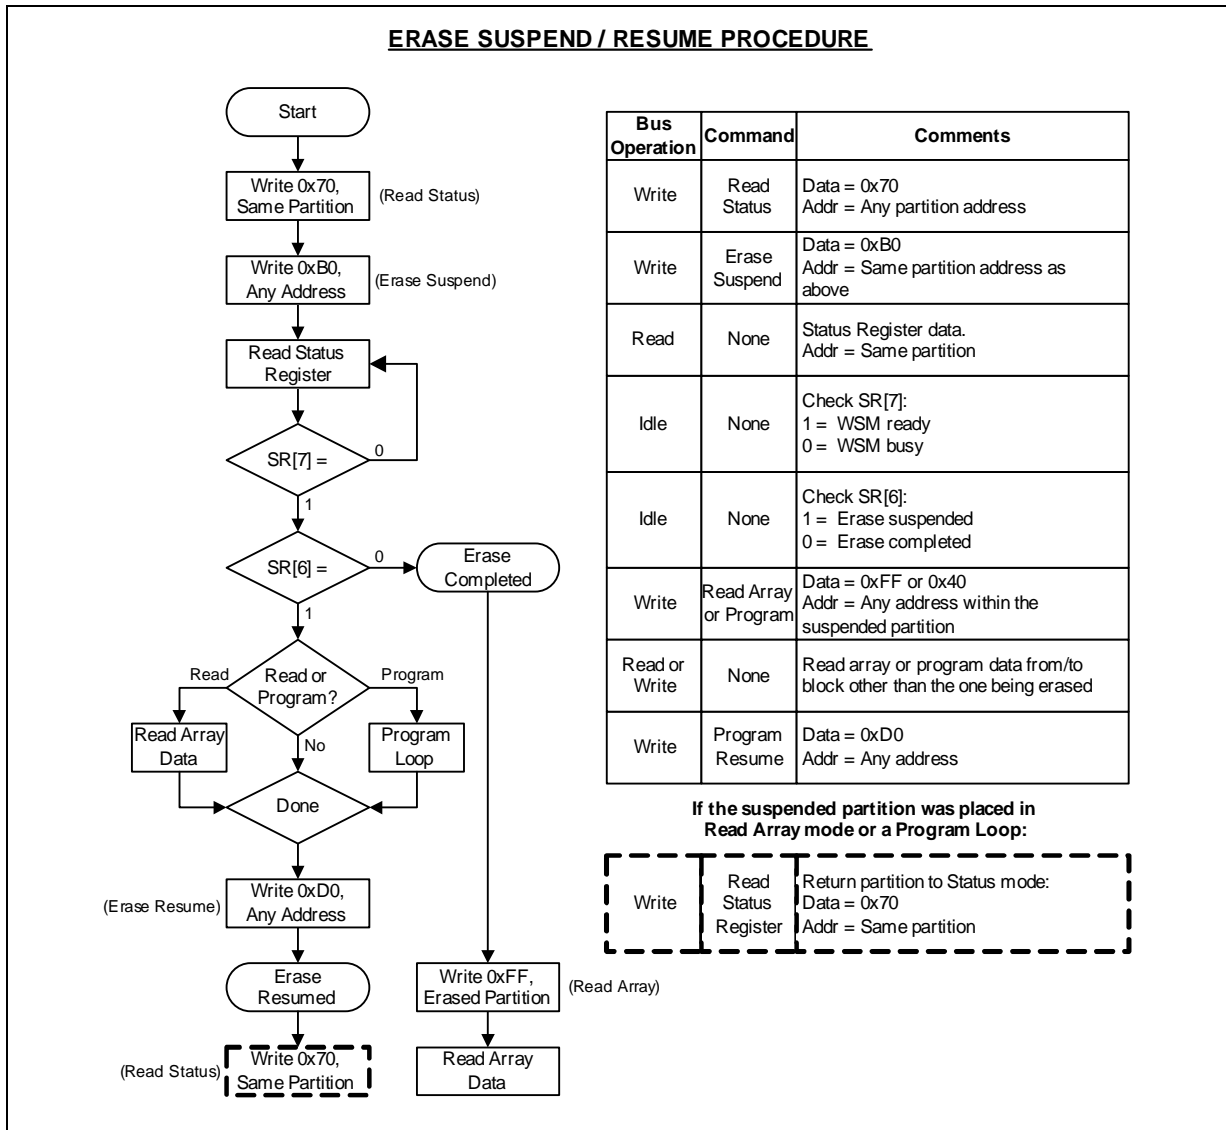 ERASE SUSPEND / RESUME PROCEDURE
Start
Write 0x70,
Same Partition
(Read Status)
Write 0xB0,
Any Address
(Erase Suspend)
Read Status
Register
SR[7] =
0
1
SR[6] =
0
Erase
Completed
1
Read or
Program?
Read
Program
No
Read Array
Data
Program
Loop
Done
(Erase Resume)
Write 0xD0,
Any Address
Erase
Resumed
(Read Status)
Write 0x70,
Same Partition
Write 0xFF,
Erased Partition
(Read Array)
Read Array
Data
Bus
Operation
Command
Comments
Write
Read
Status
Data = 0x70
Addr = Any partition address
Write
Erase
Suspend
Data = 0xB0
Addr = Same partition address as
above
Read
None
Status Register data.
Addr = Same partition
Idle
None
Check SR[7]:
1 = WSM ready
0 = WSM busy
Idle
None
Check SR[6]:
1 = Erase suspended
0 = Erase completed
Write
Read Array
or Program
Data = 0xFF or 0x40
Addr = Any address within the
suspended partition
Read or
Write
None
Read array or program data from/to
block other than the one being erased
Write
Program
Resume
Data = 0xD0
Addr = Any address
If the suspended partition was placed in
Read Array mode or a Program Loop:
Write
Read
Status
Register
Return partition to Status mode:
Data = 0x70
Addr = Same partition